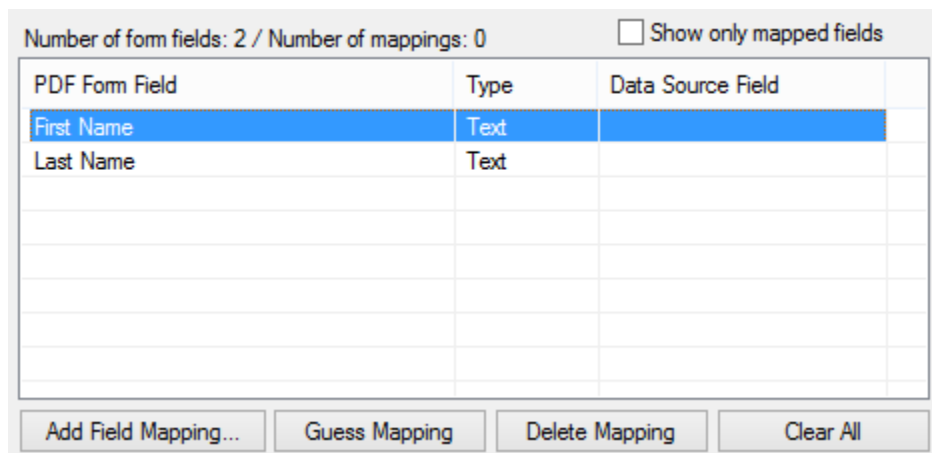 Number of form fields: 2 / Number of mappings: 0 Show only mapped fields
PDF Form Field Type Data Source Field
First Name Text
Last Name Text
Add Field Mapping... Guess Mapping Delete Mapping Clear All